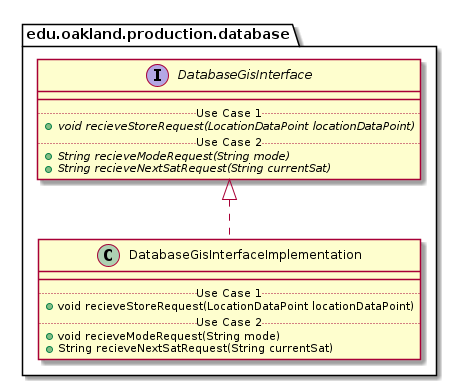 edu.oakland.production.database
I DatabaseGisInterface
Use Case 1
void recieveStoreRequest(LocationDataPoint locationDataPoint)
Use Case 2
String recieveModeRequest(String mode)
String recieveNextSatRequest(String currentSat)
C DatabaseGisInterfaceImplementation
Use Case 1
void recieveStoreRequest(LocationDataPoint locationDataPoint)
Use Case 2
void recieveModeRequest(String mode)
String recieveNextSatRequest(String currentSat)